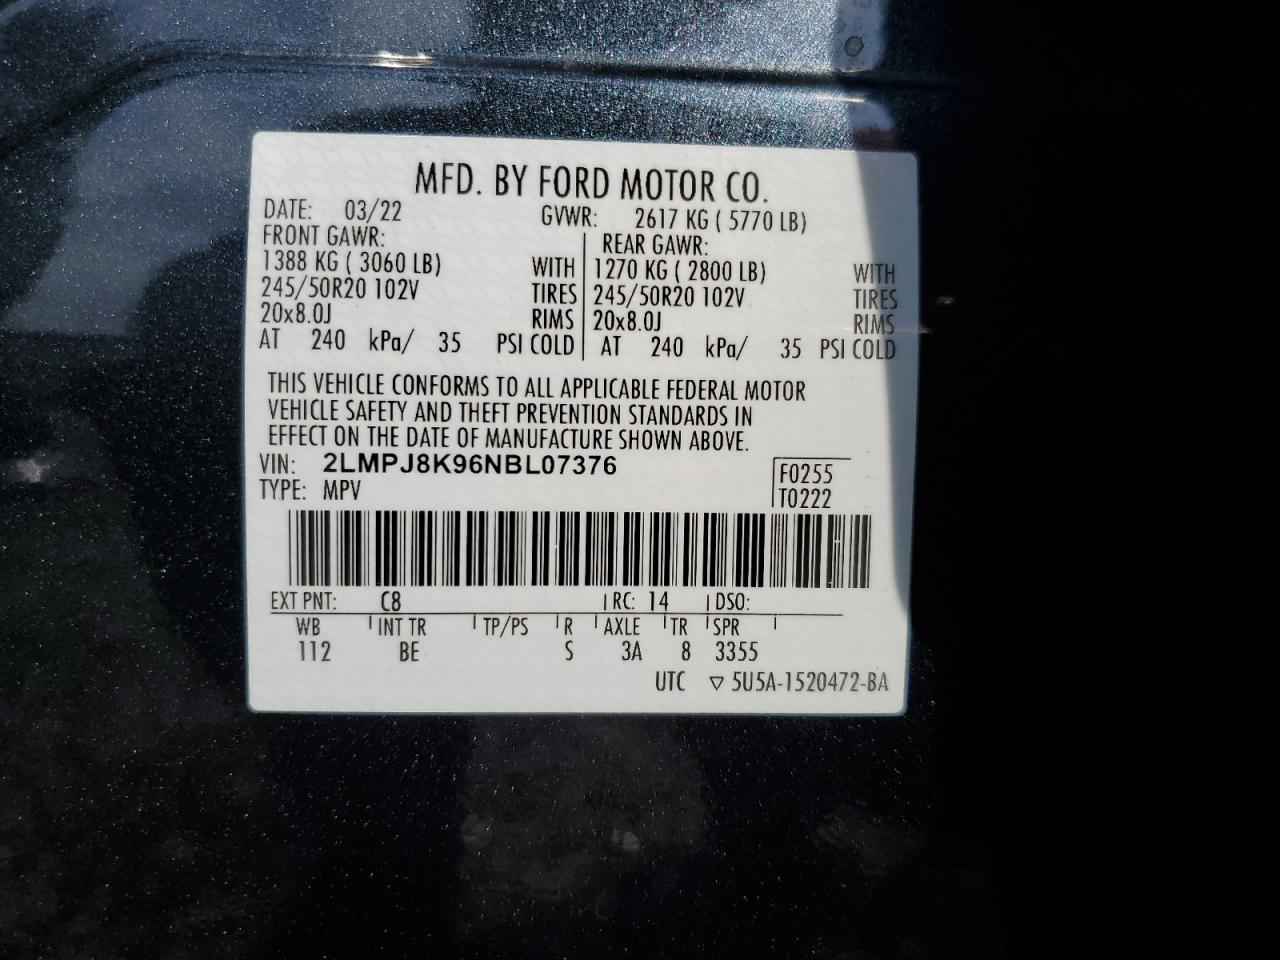 MFD. BY FORD MOTOR CO.
DATE: 03/22 GVWR: 2617 KG ( 5770 LB)
FRONT GAWR: REAR GAWR:
1388 KG ( 3060 LB) WITH 1270 KG ( 2800 LB) WITH
245/50R20 102V TIRES 245/50R20 102V TIRES
20x8.0J RIMS 20x8.0J RIMS
AT 240 kPa/ 35 PSI COLD AT 240 kPa/ 35 PSI COLD
THIS VEHICLE CONFORMS TO ALL APPLICABLE FEDERAL MOTOR
VEHICLE SAFETY AND THEFT PREVENTION STANDARDS IN
EFFECT ON THE DATE OF MANUFACTURE SHOWN ABOVE.
VIN: 2LMPJ8K96NBL07376 F0255
TYPE: MPV T0222
EXT PNT: C8 RC: 14 DSO:
WB INT TR TP/PS R AXLE TR SPR
112 BE S 3A 8 3355
UTC ▽ 5U5A-1520472-BA